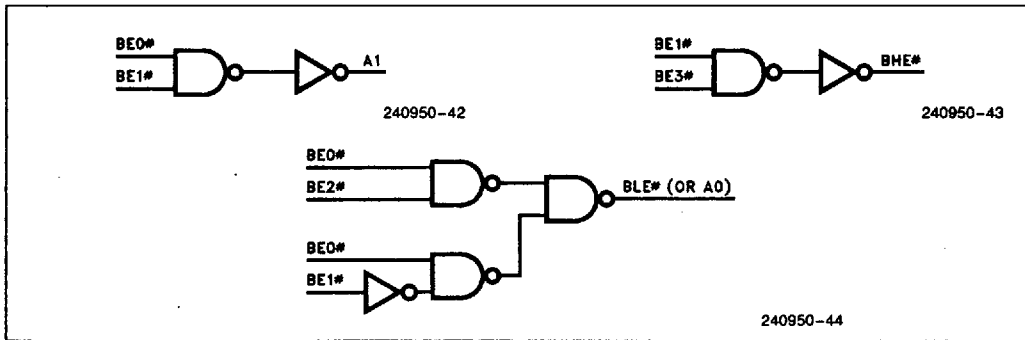 BE0#
BE1#
A1
240950-42
BE1#
BE3#
BHE#
240950-43
BE0#
BE2#
BLE# (OR A0)
BE0#
BE1#
240950-44